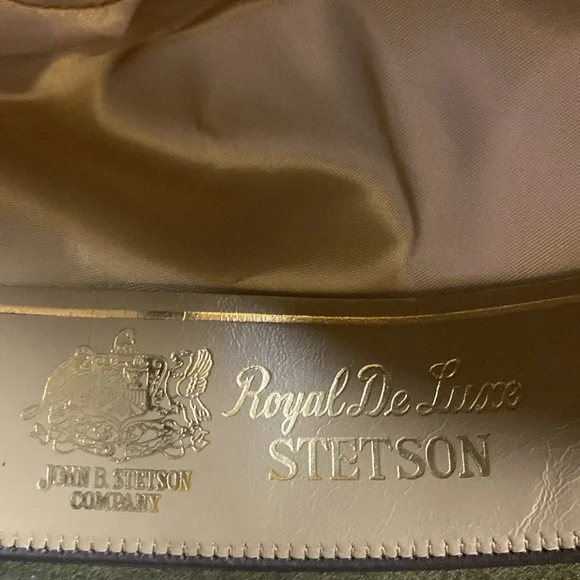 Royal De Luxe
STETSON
JOHN B. STETSON
COMPANY